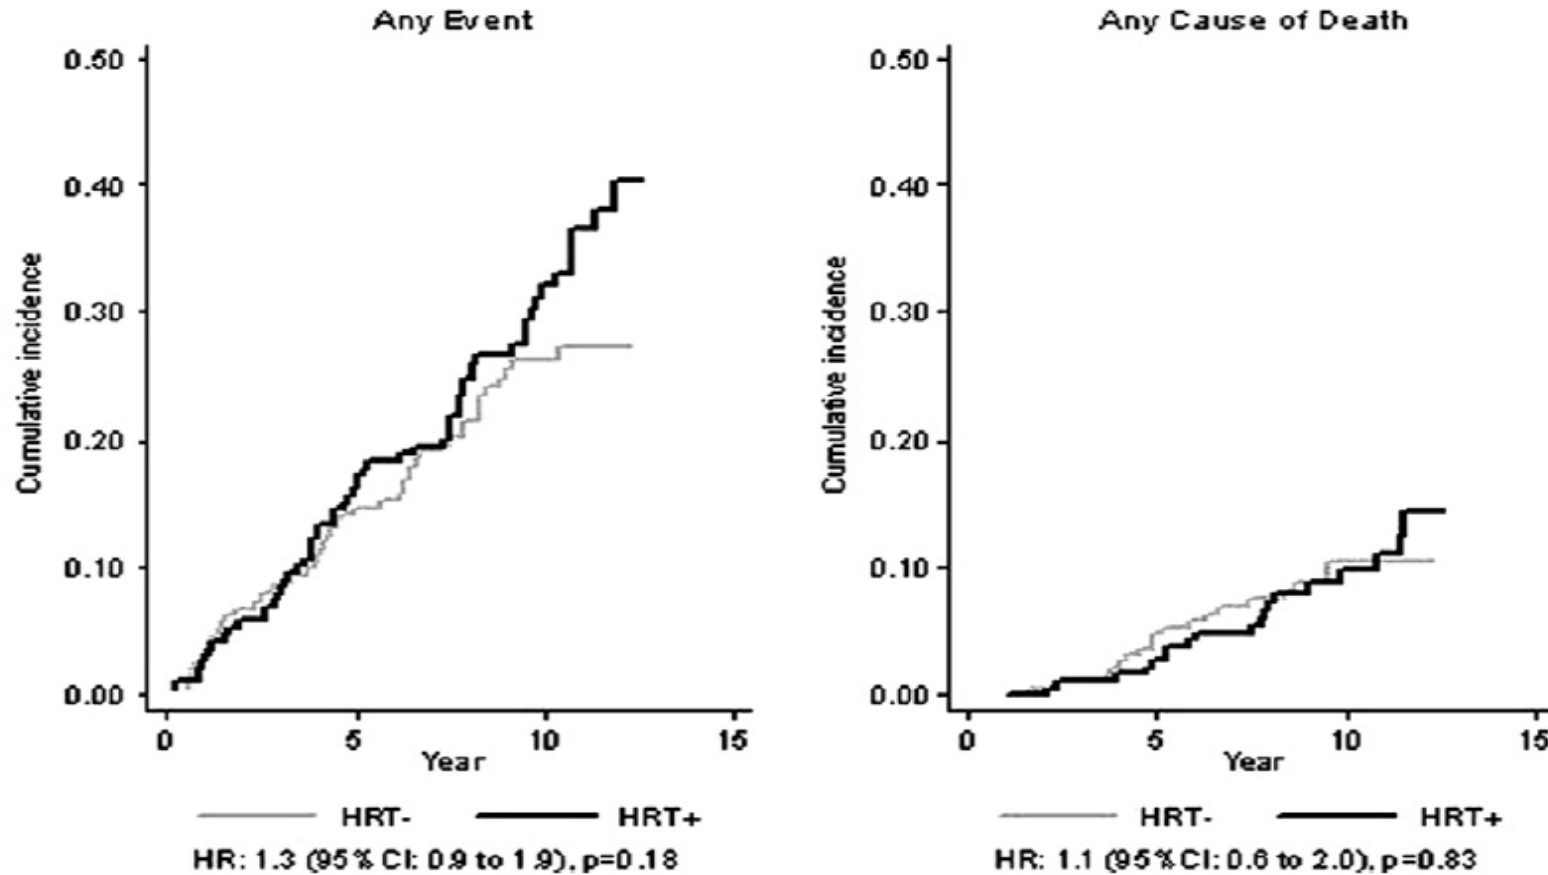 Any Event
0.50
0.40
0.30
0.20
0.10
0.00
Cumulative incidence
0 5 10 15
Year
HRT- HRT+
HR: 1.3 (95% CI: 0.9 to 1.9), p=0.18
Any Cause of Death
0.50
0.40
0.30
0.20
0.10
0.00
Cumulative incidence
0 5 10 15
Year
HRT- HRT+
HR: 1.1 (95% CI: 0.6 to 2.0), p=0.83